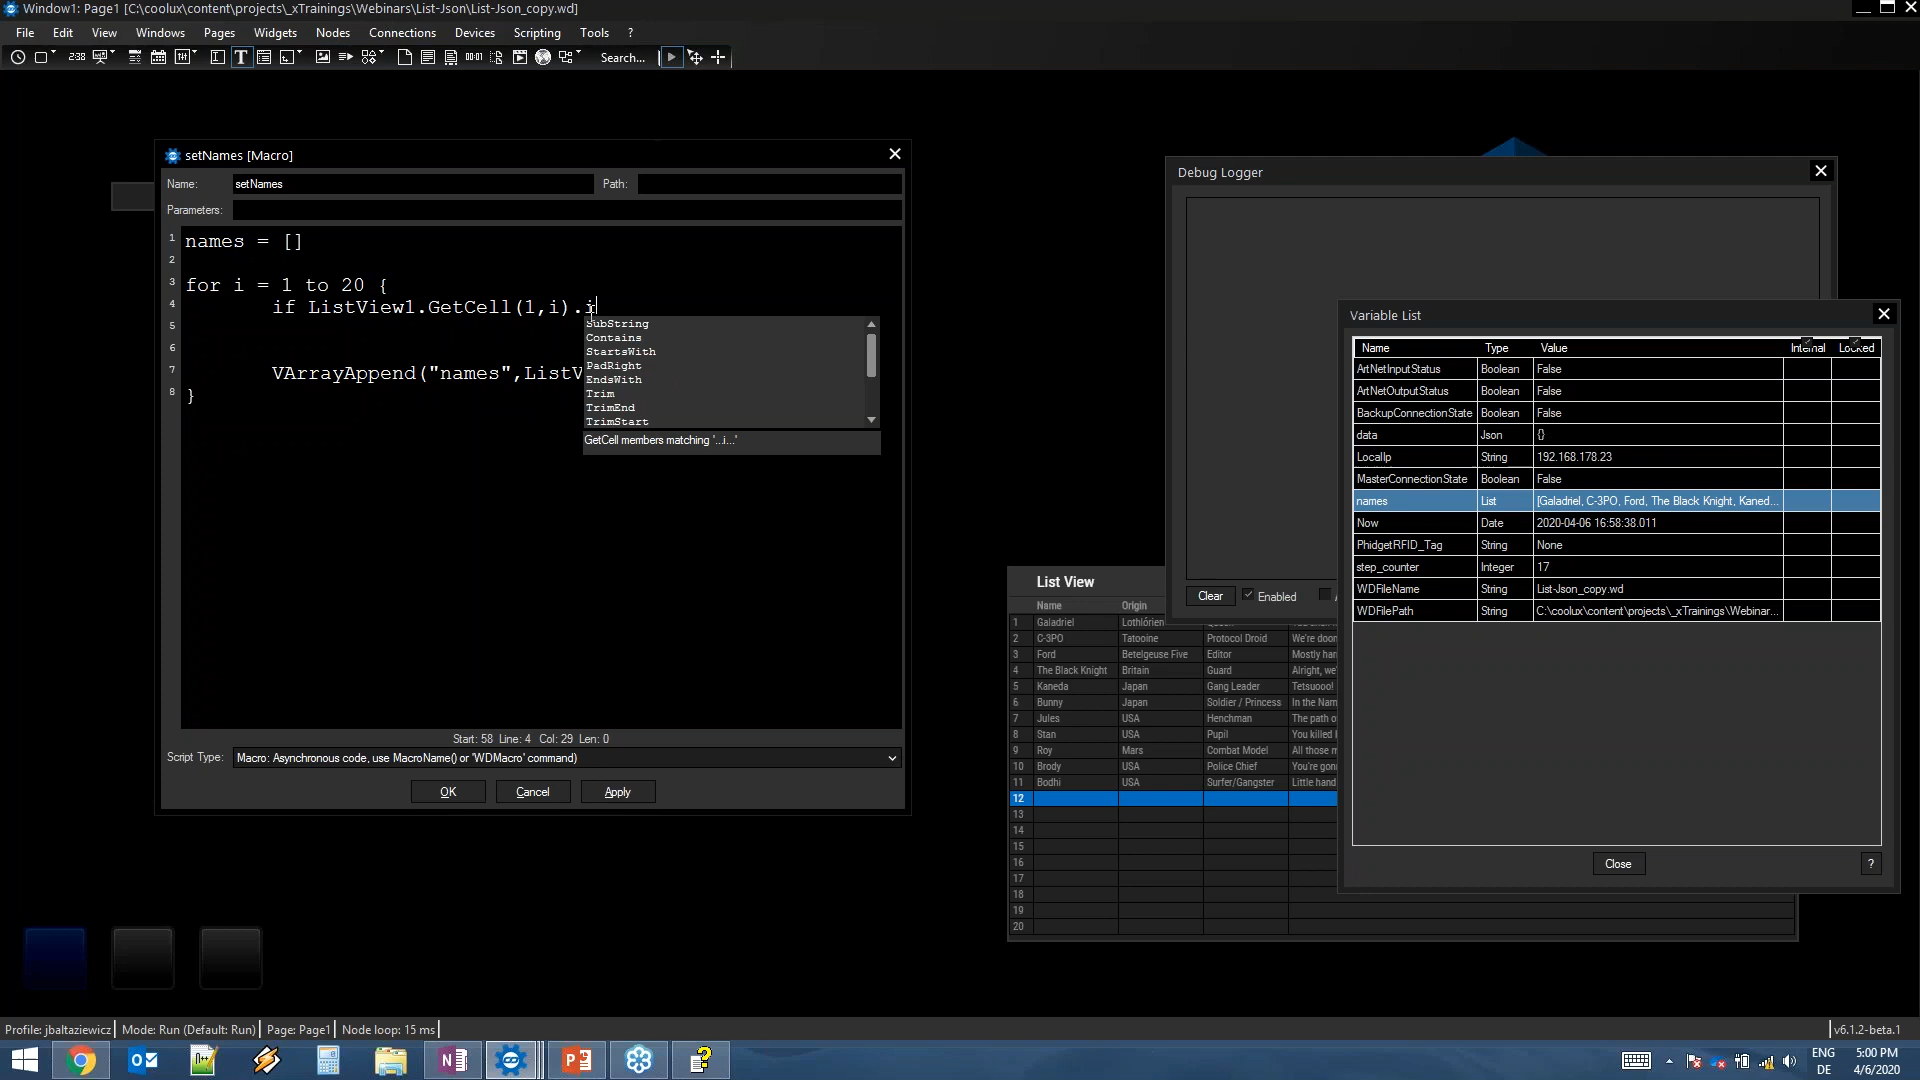 Window1: Page1 [C:\coolux\content\projects\_xTrainings\Webinars\List-Json\List-Json_copy.wd]
File Edit View Windows Pages Widgets Nodes Connections Devices Scripting Tools ?
Search...
setNames [Macro]
Name: setNames Path:
Parameters:
1 names = []
2
3 for i = 1 to 20 {
4 if ListView1.GetCell(1,i).i
5
6
7 VArrayAppend("names",ListV
8 }
SubString
Contains
StartsWith
PadRight
EndsWith
Trim
TrimEnd
TrimStart
GetCell members matching '...i...'
Start: 58 Line: 4 Col: 29 Len: 0
Script Type: Macro: Asynchronous code, use MacroName() or 'WDMacro' command)
OK Cancel Apply
Debug Logger
Clear Enabled
List View
Name Origin
1 Galadriel Lothlórien
2 C-3PO Tatooine Protocol Droid We're doon
3 Ford Betelgeuse Five Editor Mostly har
4 The Black Knight Britain Guard Alright, we'
5 Kaneda Japan Gang Leader Tetsuooo!
6 Bunny Japan Soldier / Princess In the Nam
7 Jules USA Henchman The path o
8 Stan USA Pupil You killed
9 Roy Mars Combat Model All those m
10 Brody USA Police Chief You're gon
11 Bodhi USA Surfer/Gangster Little hand
12
13
14
15
16
17
18
19
20
Variable List
Name Type Value Internal Locked
ArtNetInputStatus Boolean False
ArtNetOutputStatus Boolean False
BackupConnectionState Boolean False
data Json {}
LocalIp String 192.168.178.23
MasterConnectionState Boolean False
names List [Galadriel, C-3PO, Ford, The Black Knight, Kaned...
Now Date 2020-04-06 16:58:38.011
PhidgetRFID_Tag String None
step_counter Integer 17
WDFileName String List-Json_copy.wd
WDFilePath String C:\coolux\content\projects\_xTrainings\Webinar...
Close ?
Profile: jbaltaziewicz Mode: Run (Default: Run) Page: Page1 Node loop: 15 ms v6.1.2-beta.1
ENG 5:00 PM
DE 4/6/2020